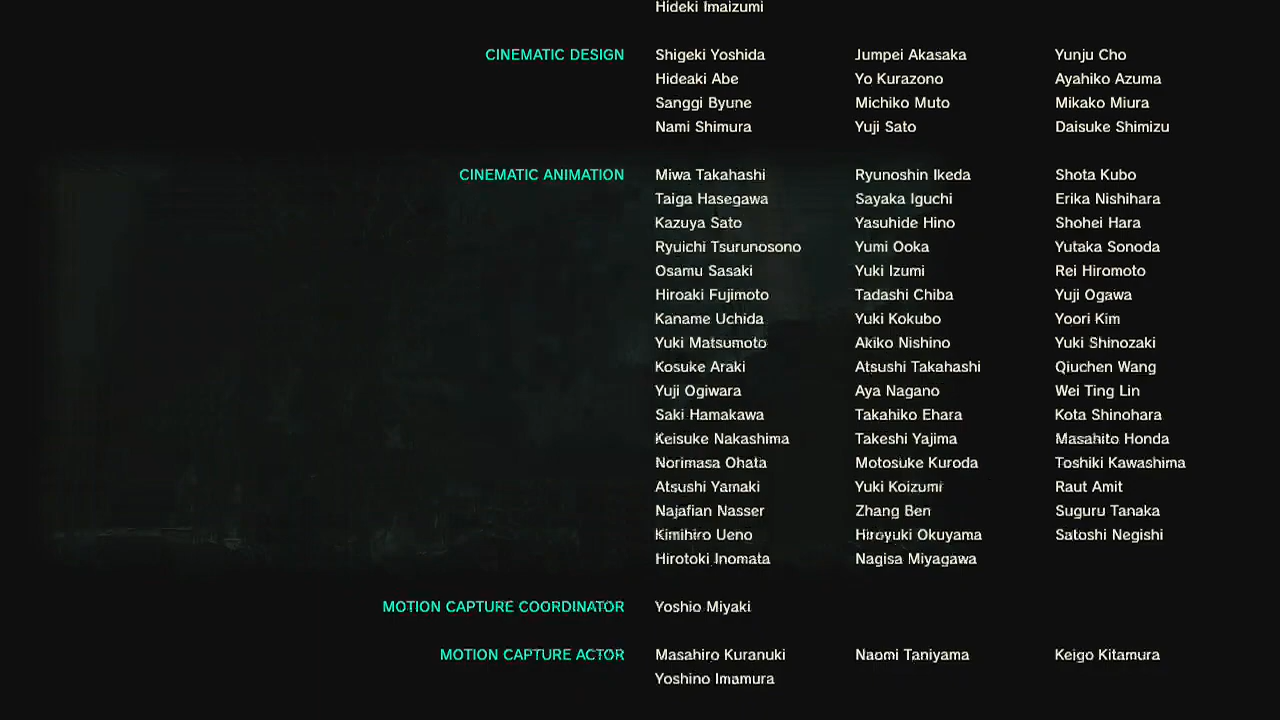 Hideki Imaizumi
CINEMATIC DESIGN Shigeki Yoshida Jumpei Akasaka Yunju Cho
Hideaki Abe Yo Kurazono Ayahiko Azuma
Sanggi Byune Michiko Muto Mikako Miura
Nami Shimura Yuji Sato Daisuke Shimizu
CINEMATIC ANIMATION Miwa Takahashi Ryunoshin Ikeda Shota Kubo
Taiga Hasegawa Sayaka Iguchi Erika Nishihara
Kazuya Sato Yasuhide Hino Shohei Hara
Ryuichi Tsurunosono Yumi Ooka Yutaka Sonoda
Osamu Sasaki Yuki Izumi Rei Hiromoto
Hiroaki Fujimoto Tadashi Chiba Yuji Ogawa
Kaname Uchida Yuki Kokubo Yoori Kim
Yuki Matsumoto Akiko Nishino Yuki Shinozaki
Kosuke Araki Atsushi Takahashi Qiuchen Wang
Yuji Ogiwara Aya Nagano Wei Ting Lin
Saki Hamakawa Takahiko Ehara Kota Shinohara
Keisuke Nakashima Takeshi Yajima Masahito Honda
Norimasa Ohata Motosuke Kuroda Toshiki Kawashima
Atsushi Yamaki Yuki Koizumi Raut Amit
Najafian Nasser Zhang Ben Suguru Tanaka
Kimihiro Ueno Hiroyuki Okuyama Satoshi Negishi
Hirotoki Inomata Nagisa Miyagawa
MOTION CAPTURE COORDINATOR Yoshio Miyaki
MOTION CAPTURE ACTOR Masahiro Kuranuki Naomi Taniyama Keigo Kitamura
Yoshino Imamura